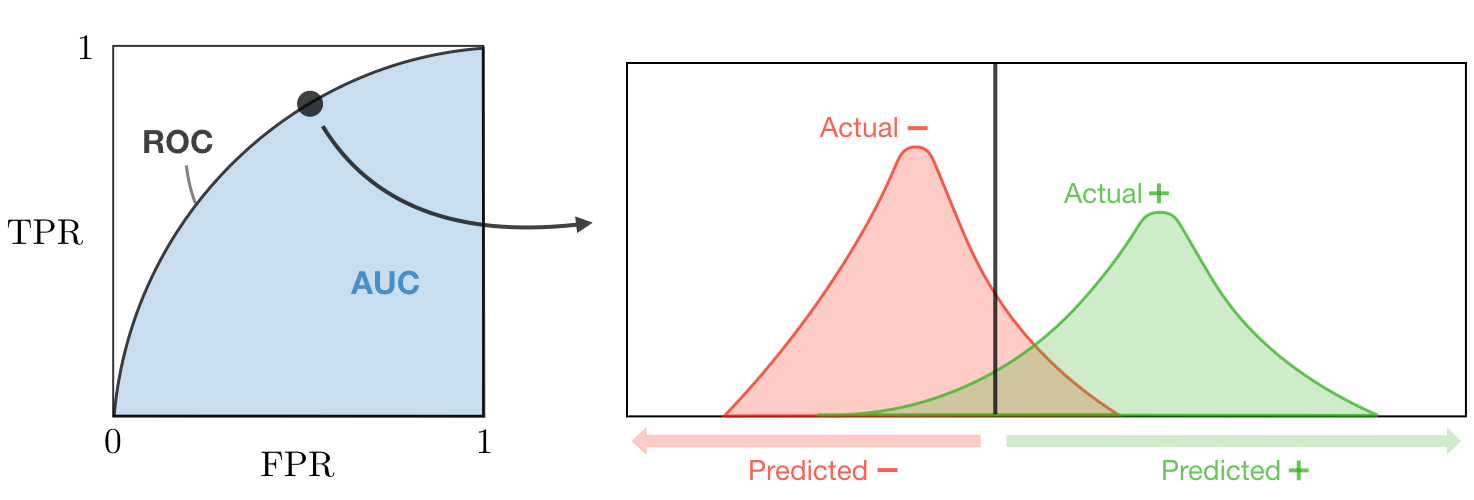 1
ROC
TPR
AUC
0
1
FPR
Actual −
Actual +
Predicted −
Predicted +